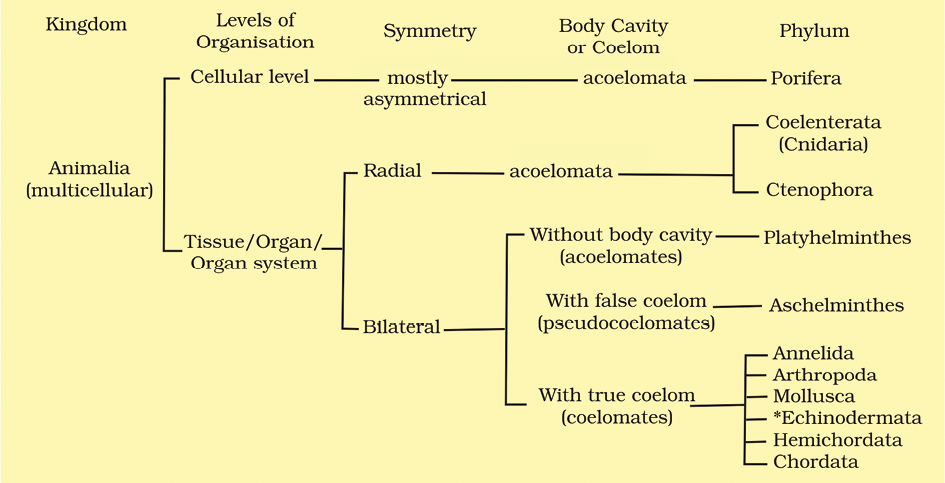 Kingdom
Levels of
Organisation
Symmetry
Body Cavity
or Coelom
Phylum
Cellular level
mostly
asymmetrical
acoelomata
Porifera
Animalia
(multicellular)
Tissue/Organ/
Organ system
Radial
acoelomata
Coelenterata
(Cnidaria)
Ctenophora
Bilateral
Without body cavity
(acoelomates)
Platyhelminthes
With false coelom
(pseudocoelomates)
Aschelminthes
With true coelom
(coelomates)
Annelida
Arthropoda
Mollusca
*Echinodermata
Hemichordata
Chordata